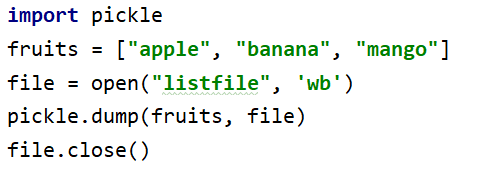 import pickle
fruits = ["apple", "banana", "mango"]
file = open("listfile", 'wb')
pickle.dump(fruits, file)
file.close()